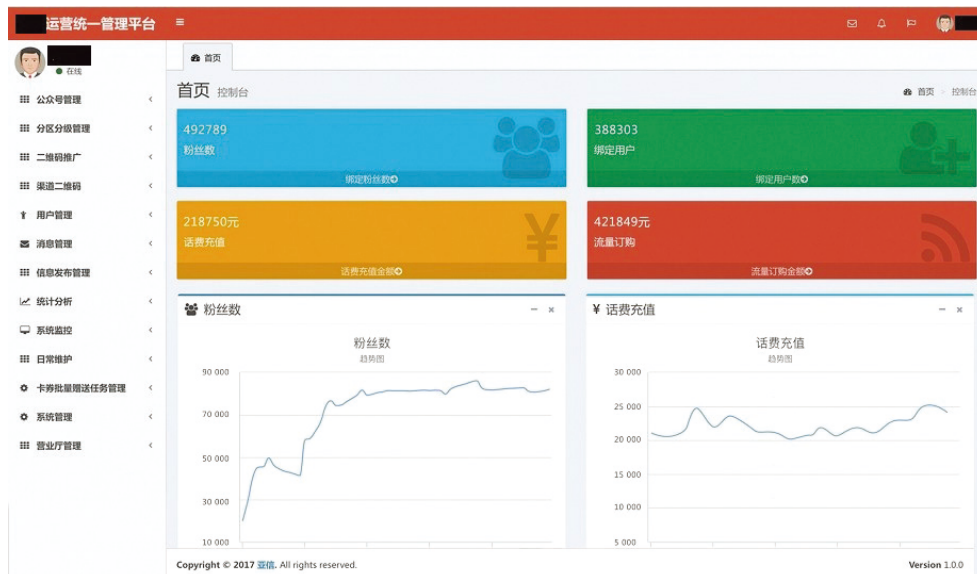 运营统一管理平台
在线
公众号管理
分区分级管理
二维码推广
渠道二维码
用户管理
消息管理
信息发布管理
统计分析
系统监控
日常维护
卡券批量赠送任务管理
系统管理
营业厅管理
首页
首页 控制台
首页 > 控制台
492789
粉丝数
绑定粉丝数
388303
绑定用户
绑定用户数
218750元
话费充值
¥
话费充值金额
421849元
流量订购
流量订购金额
粉丝数
粉丝数
趋势图
90 000
70 000
50 000
30 000
10 000
¥ 话费充值
话费充值
趋势图
30 000
25 000
20 000
15 000
10 000
5 000
Copyright © 2017 亚信. All rights reserved.
Version 1.0.0